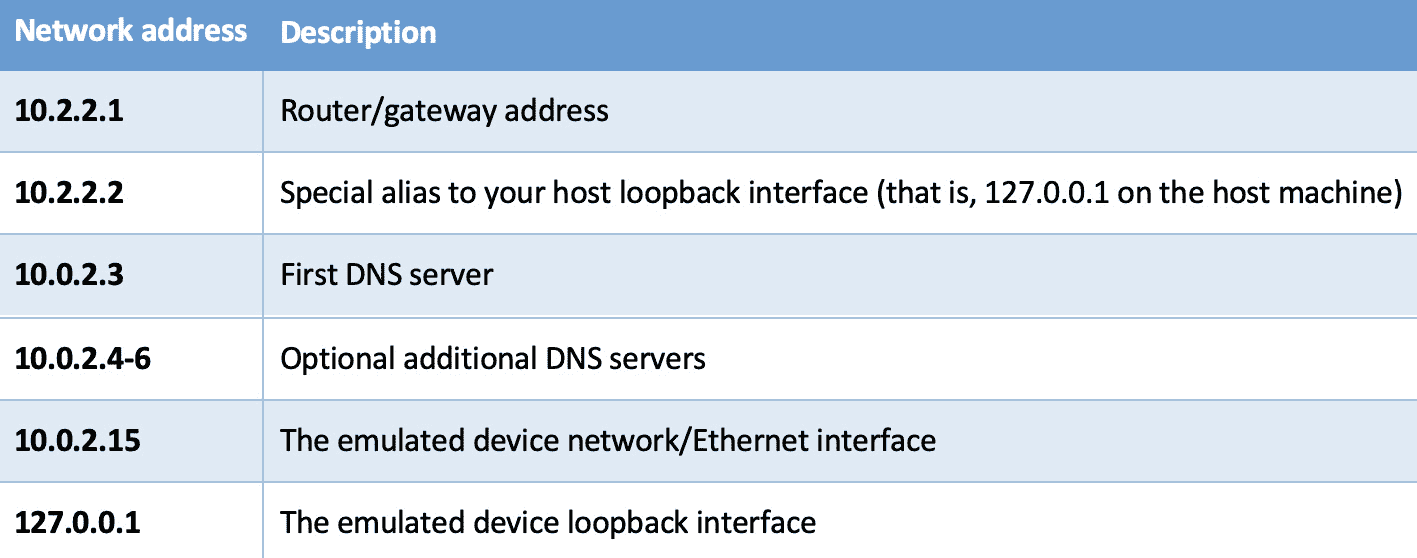 Network address Description
10.2.2.1 Router/gateway address
10.2.2.2 Special alias to your host loopback interface (that is, 127.0.0.1 on the host machine)
10.0.2.3 First DNS server
10.0.2.4-6 Optional additional DNS servers
10.0.2.15 The emulated device network/Ethernet interface
127.0.0.1 The emulated device loopback interface